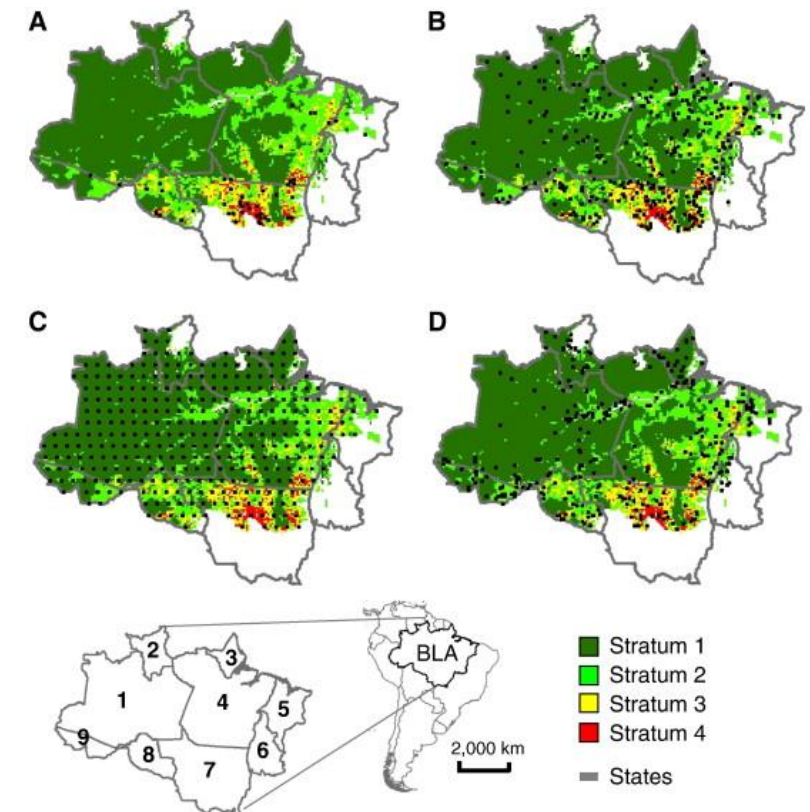 A
B
C
D
2
3
1
4
5
9
8
6
7
BLA
2,000 km
Stratum 1
Stratum 2
Stratum 3
Stratum 4
States